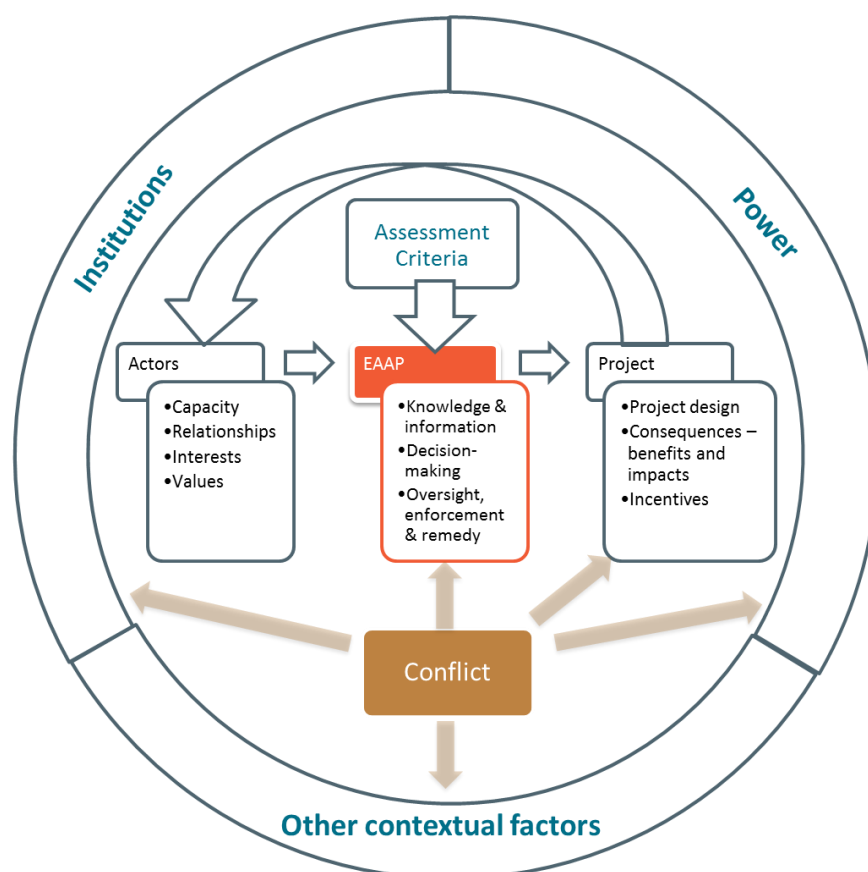 Institutions
Power
Assessment
Criteria
Actors
•Capacity
•Relationships
•Interests
•Values
EAAP
•Knowledge &
information
•Decision-
making
•Oversight,
enforcement
& remedy
Project
•Project design
•Consequences –
benefits and
impacts
•Incentives
Conflict
Other contextual factors